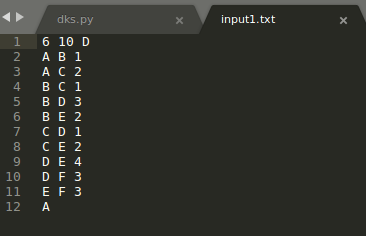 dks.py × input1.txt ×
1 6 10 D
2 A B 1
3 A C 2
4 B C 1
5 B D 3
6 B E 2
7 C D 1
8 C E 2
9 D E 4
10 D F 3
11 E F 3
12 A